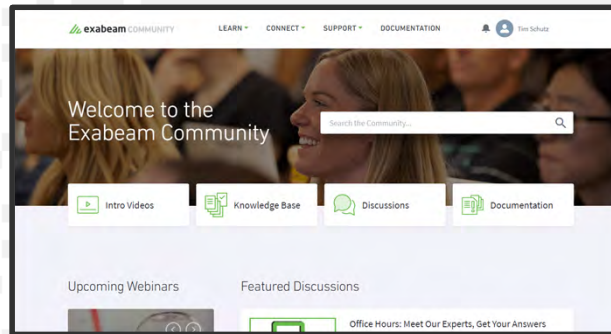 exabeam COMMUNITY
LEARN
CONNECT
SUPPORT
DOCUMENTATION
Tim Schutz
Welcome to the
Exabeam Community
Search the Community...
Intro Videos
Knowledge Base
Discussions
Documentation
Upcoming Webinars
Featured Discussions
Office Hours: Meet Our Experts, Get Your Answers